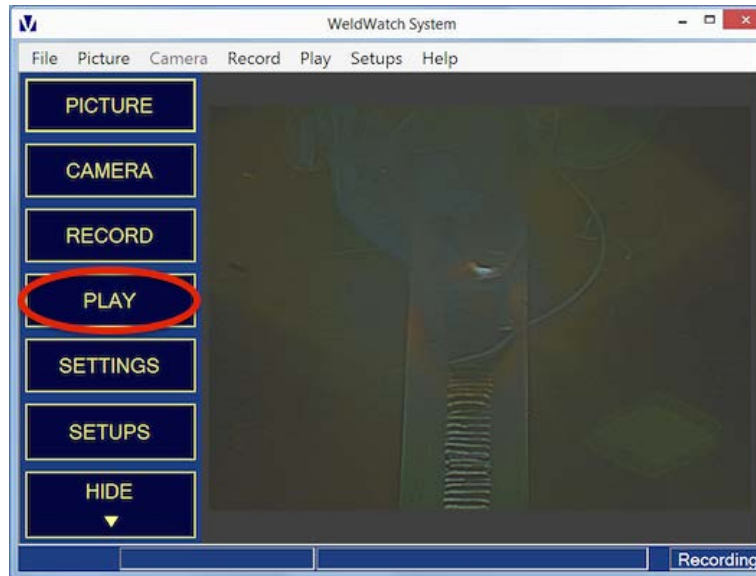 WeldWatch System
File Picture Camera Record Play Setups Help
PICTURE
CAMERA
RECORD
PLAY
SETTINGS
SETUPS
HIDE
Recording